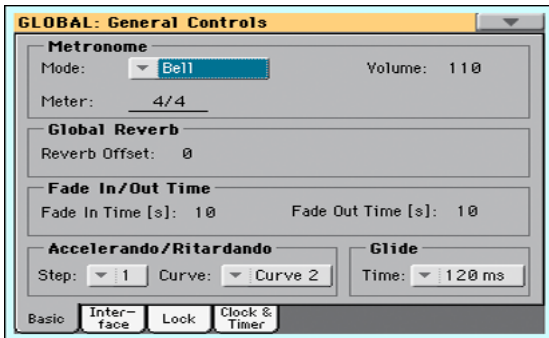 GLOBAL: General Controls
Metronome
Mode: Bell Volume: 110
Meter: 4/4
Global Reverb
Reverb Offset: 0
Fade In/Out Time
Fade In Time [s]: 10 Fade Out Time [s]: 10
Accelerando/Ritardando Glide
Step: 1 Curve: Curve 2 Time: 120 ms
Basic Inter-face Lock Clock & Timer